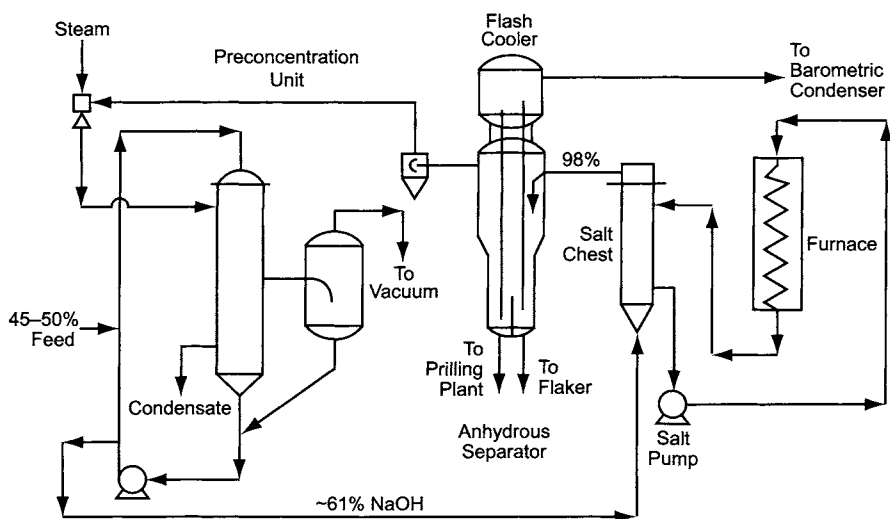 Steam
Preconcentration
Unit
Flash
Cooler
To
Barometric
Condenser
98%
Salt
Chest
Furnace
To
Vacuum
45–50%
Feed
Condensate
To
Prilling
Plant
To
Flaker
Anhydrous
Separator
Salt
Pump
~61% NaOH